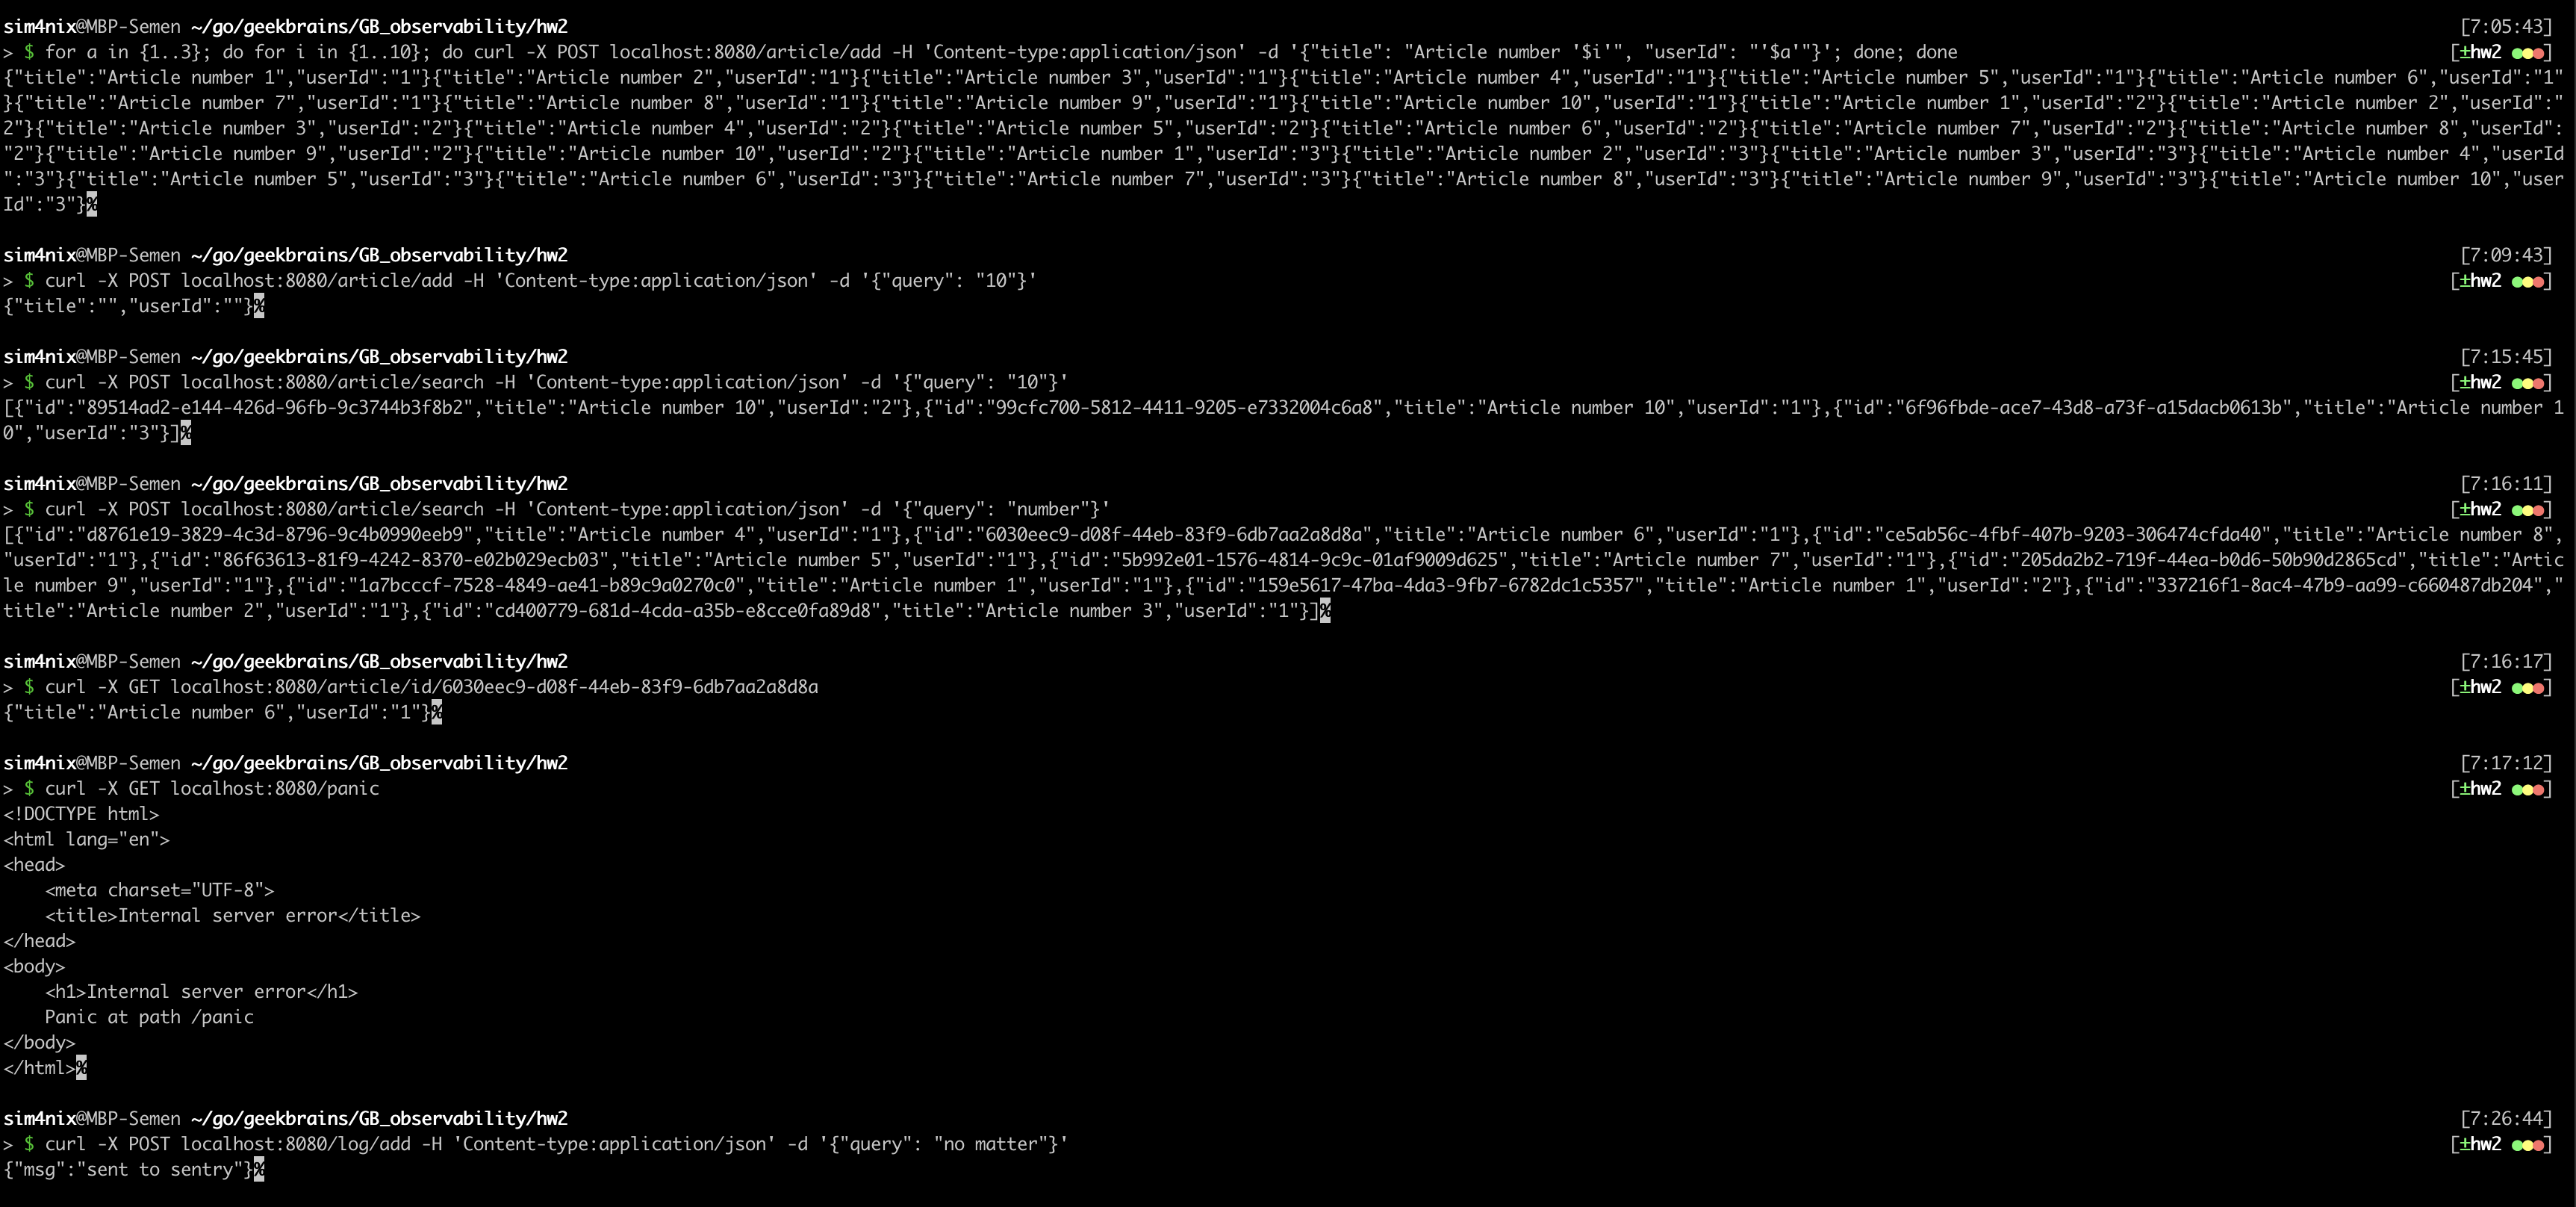 sim4nix@MBP-Semen ~/go/geekbrains/GB_observability/hw2 [7:05:43]
> $ for a in {1..3}; do for i in {1..10}; do curl -X POST localhost:8080/article/add -H 'Content-type:application/json' -d '{"title": "Article number '$i'", "userId": "'$a'"}'; done; done [±hw2 ●●●]
{"title":"Article number 1","userId":"1"}{"title":"Article number 2","userId":"1"}{"title":"Article number 3","userId":"1"}{"title":"Article number 4","userId":"1"}{"title":"Article number 5","userId":"1"}{"title":"Article number 6","userId":"1"
}{"title":"Article number 7","userId":"1"}{"title":"Article number 8","userId":"1"}{"title":"Article number 9","userId":"1"}{"title":"Article number 10","userId":"1"}{"title":"Article number 1","userId":"2"}{"title":"Article number 2","userId":"
2"}{"title":"Article number 3","userId":"2"}{"title":"Article number 4","userId":"2"}{"title":"Article number 5","userId":"2"}{"title":"Article number 6","userId":"2"}{"title":"Article number 7","userId":"2"}{"title":"Article number 8","userId":
"2"}{"title":"Article number 9","userId":"2"}{"title":"Article number 10","userId":"2"}{"title":"Article number 1","userId":"3"}{"title":"Article number 2","userId":"3"}{"title":"Article number 3","userId":"3"}{"title":"Article number 4","userId
":"3"}{"title":"Article number 5","userId":"3"}{"title":"Article number 6","userId":"3"}{"title":"Article number 7","userId":"3"}{"title":"Article number 8","userId":"3"}{"title":"Article number 9","userId":"3"}{"title":"Article number 10","user
Id":"3"}%
sim4nix@MBP-Semen ~/go/geekbrains/GB_observability/hw2 [7:09:43]
> $ curl -X POST localhost:8080/article/add -H 'Content-type:application/json' -d '{"query": "10"}' [±hw2 ●●●]
{"title":"","userId":""}%
sim4nix@MBP-Semen ~/go/geekbrains/GB_observability/hw2 [7:15:45]
> $ curl -X POST localhost:8080/article/search -H 'Content-type:application/json' -d '{"query": "10"}' [±hw2 ●●●]
[{"id":"89514ad2-e144-426d-96fb-9c3744b3f8b2","title":"Article number 10","userId":"2"},{"id":"99cfc700-5812-4411-9205-e7332004c6a8","title":"Article number 10","userId":"1"},{"id":"6f96fbde-ace7-43d8-a73f-a15dacb0613b","title":"Article number 1
0","userId":"3"}]%
sim4nix@MBP-Semen ~/go/geekbrains/GB_observability/hw2 [7:16:11]
> $ curl -X POST localhost:8080/article/search -H 'Content-type:application/json' -d '{"query": "number"}' [±hw2 ●●●]
[{"id":"d8761e19-3829-4c3d-8796-9c4b0990eeb9","title":"Article number 4","userId":"1"},{"id":"6030eec9-d08f-44eb-83f9-6db7aa2a8d8a","title":"Article number 6","userId":"1"},{"id":"ce5ab56c-4fbf-407b-9203-306474cfda40","title":"Article number 8",
"userId":"1"},{"id":"86f63613-81f9-4242-8370-e02b029ecb03","title":"Article number 5","userId":"1"},{"id":"5b992e01-1576-4814-9c9c-01af9009d625","title":"Article number 7","userId":"1"},{"id":"205da2b2-719f-44ea-b0d6-50b90d2865cd","title":"Artic
le number 9","userId":"1"},{"id":"1a7bcccf-7528-4849-ae41-b89c9a0270c0","title":"Article number 1","userId":"1"},{"id":"159e5617-47ba-4da3-9fb7-6782dc1c5357","title":"Article number 1","userId":"2"},{"id":"337216f1-8ac4-47b9-aa99-c660487db204","
title":"Article number 2","userId":"1"},{"id":"cd400779-681d-4cda-a35b-e8cce0fa89d8","title":"Article number 3","userId":"1"}]%
sim4nix@MBP-Semen ~/go/geekbrains/GB_observability/hw2 [7:16:17]
> $ curl -X GET localhost:8080/article/id/6030eec9-d08f-44eb-83f9-6db7aa2a8d8a [±hw2 ●●●]
{"title":"Article number 6","userId":"1"}%
sim4nix@MBP-Semen ~/go/geekbrains/GB_observability/hw2 [7:17:12]
> $ curl -X GET localhost:8080/panic [±hw2 ●●●]
<!DOCTYPE html>
<html lang="en">
<head>
    <meta charset="UTF-8">
    <title>Internal server error</title>
</head>
<body>
    <h1>Internal server error</h1>
    Panic at path /panic
</body>
</html>%
sim4nix@MBP-Semen ~/go/geekbrains/GB_observability/hw2 [7:26:44]
> $ curl -X POST localhost:8080/log/add -H 'Content-type:application/json' -d '{"query": "no matter"}' [±hw2 ●●●]
{"msg":"sent to sentry"}%